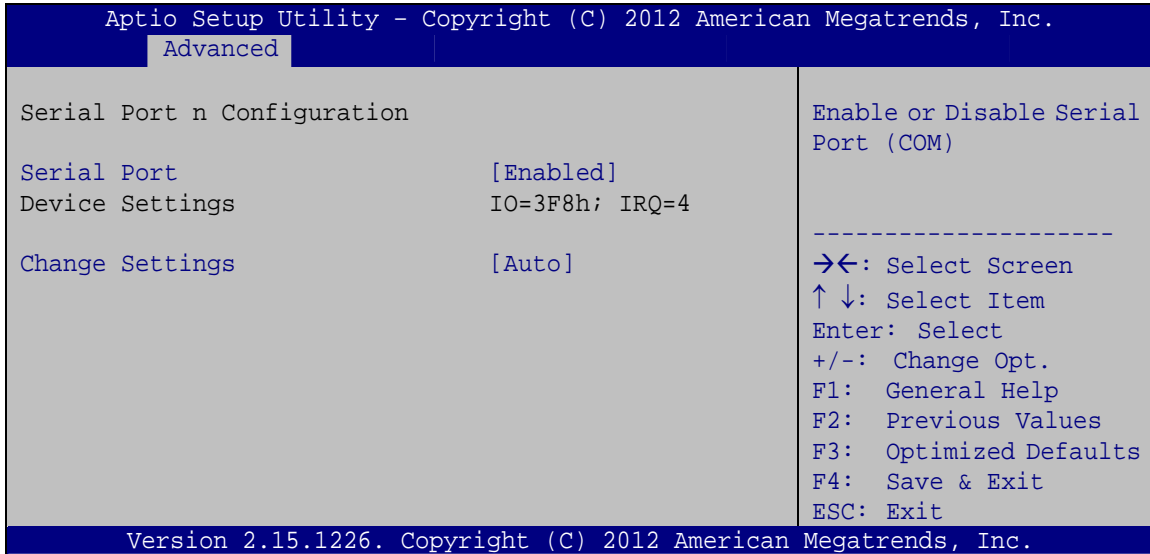 Aptio Setup Utility – Copyright (C) 2012 American Megatrends, Inc.
Advanced
Serial Port n Configuration
Serial Port [Enabled]
Device Settings IO=3F8h; IRQ=4
Change Settings [Auto]
Enable or Disable Serial
Port (COM)
---------------------
→←: Select Screen
↑ ↓: Select Item
Enter: Select
+/-: Change Opt.
F1: General Help
F2: Previous Values
F3: Optimized Defaults
F4: Save & Exit
ESC: Exit
Version 2.15.1226. Copyright (C) 2012 American Megatrends, Inc.